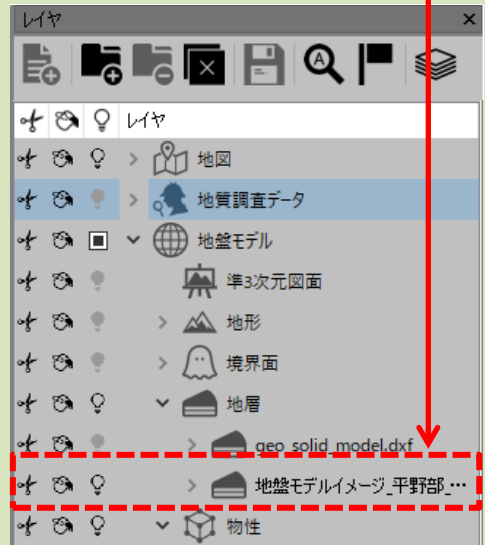 レイヤ
レイヤ
地図
地質調査データ
地盤モデル
準3次元図面
地形
境界面
地層
geo_solid_model.dxf
地盤モデルイメージ_平野部_…
物性